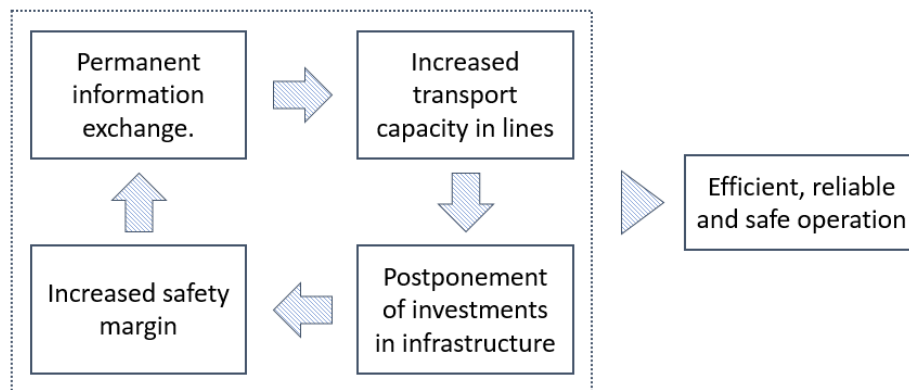 Permanent
information
exchange.
Increased
transport
capacity in lines
Increased safety
margin
Postponement
of investments
in infrastructure
Efficient, reliable
and safe operation